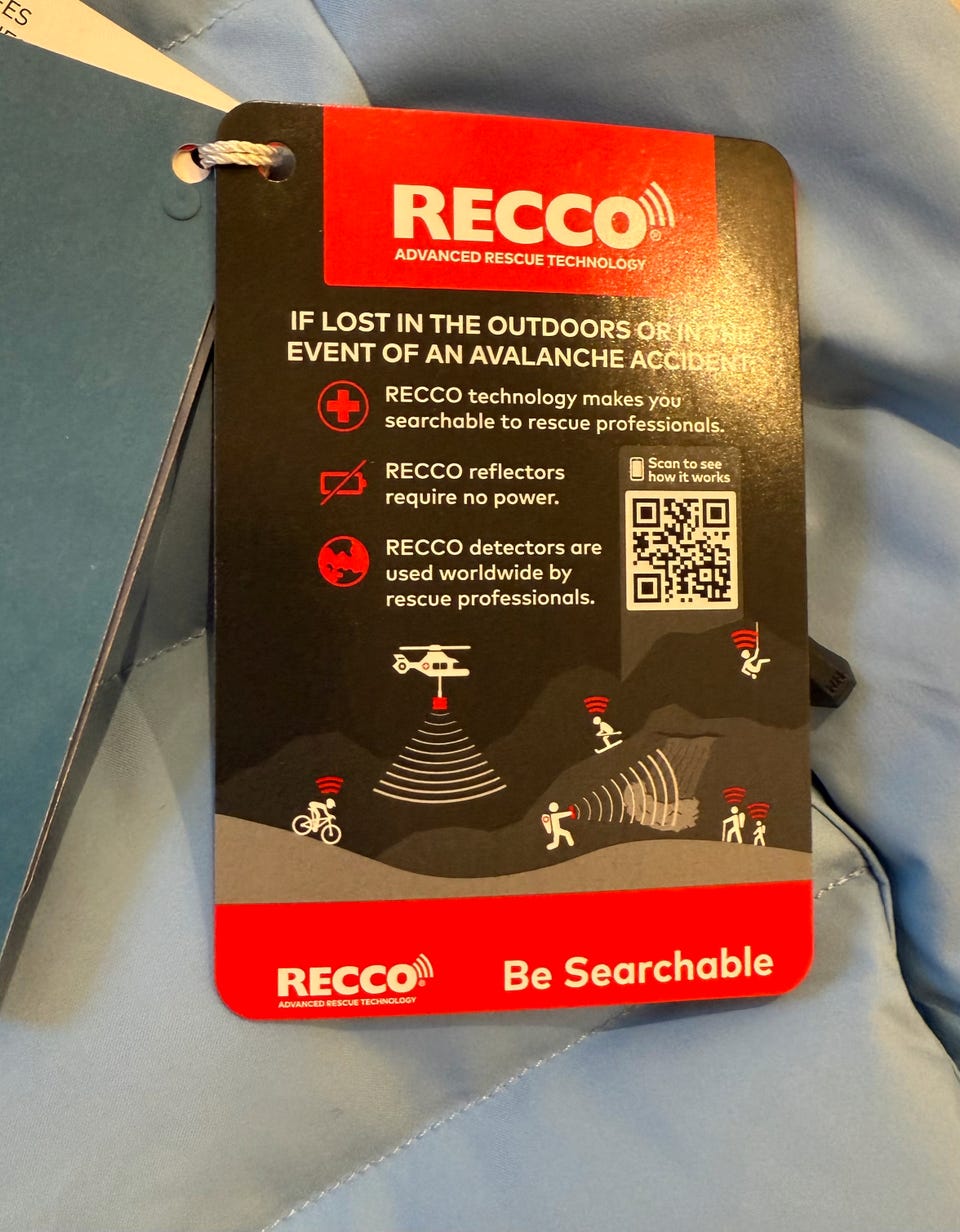 EES
RECCO®
ADVANCED RESCUE TECHNOLOGY
IF LOST IN THE OUTDOORS OR IN THE
EVENT OF AN AVALANCHE ACCIDENT:
RECCO technology makes you
searchable to rescue professionals.
RECCO reflectors
require no power.
Scan to see
how it works
RECCO detectors are
used worldwide by
rescue professionals.
RECCO®
ADVANCED RESCUE TECHNOLOGY
Be Searchable